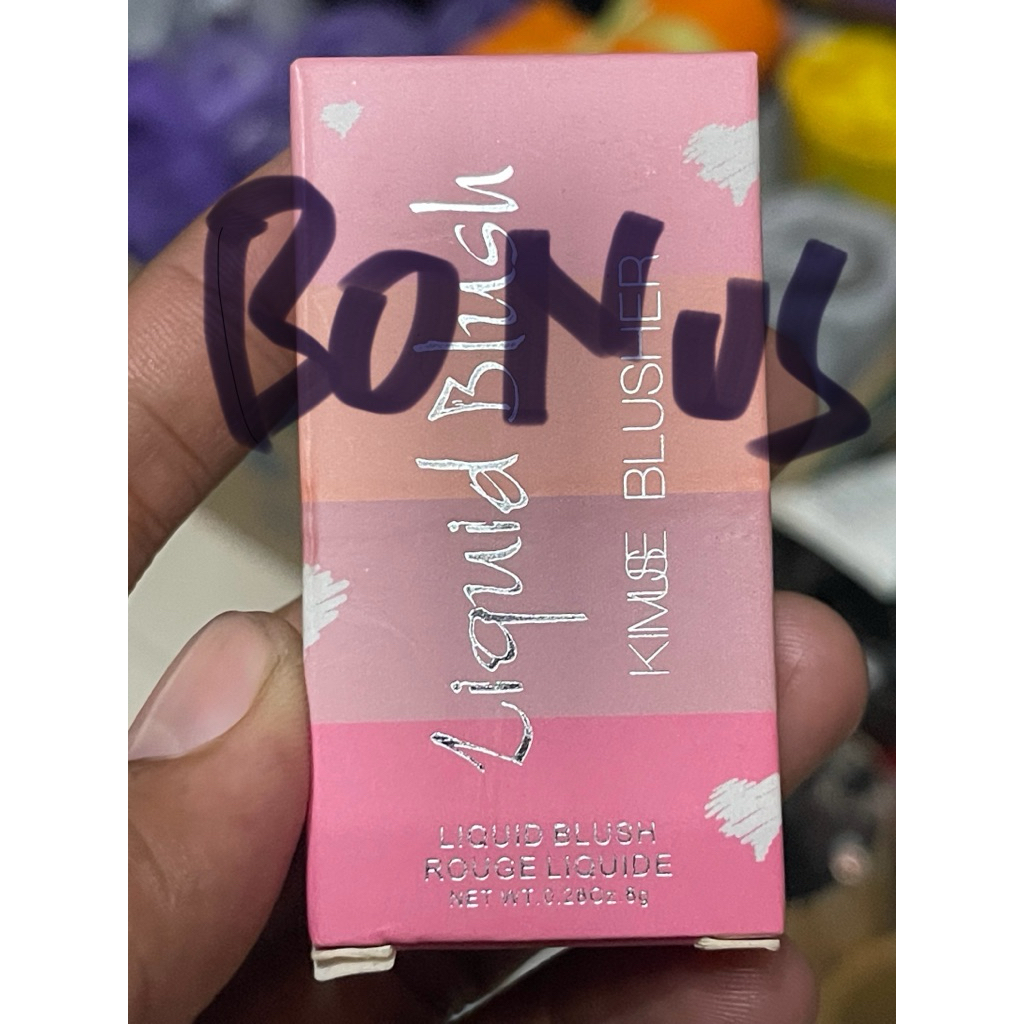 BONUS
Liquid Blush
KIMUSE BLUSHER
LIQUID BLUSH
ROUGE LIQUIDE
NET WT.0.28Oz.8g